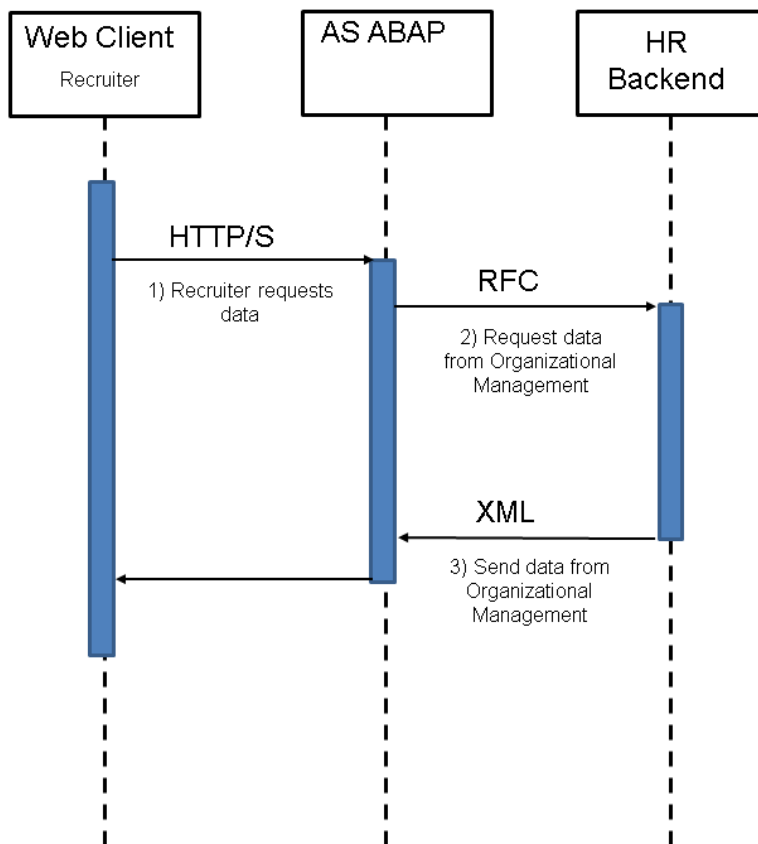 Web Client
Recruiter
AS ABAP
HR
Backend
HTTP/S
1) Recruiter requests
data
RFC
2) Request data
from Organizational
Management
XML
3) Send data from
Organizational
Management